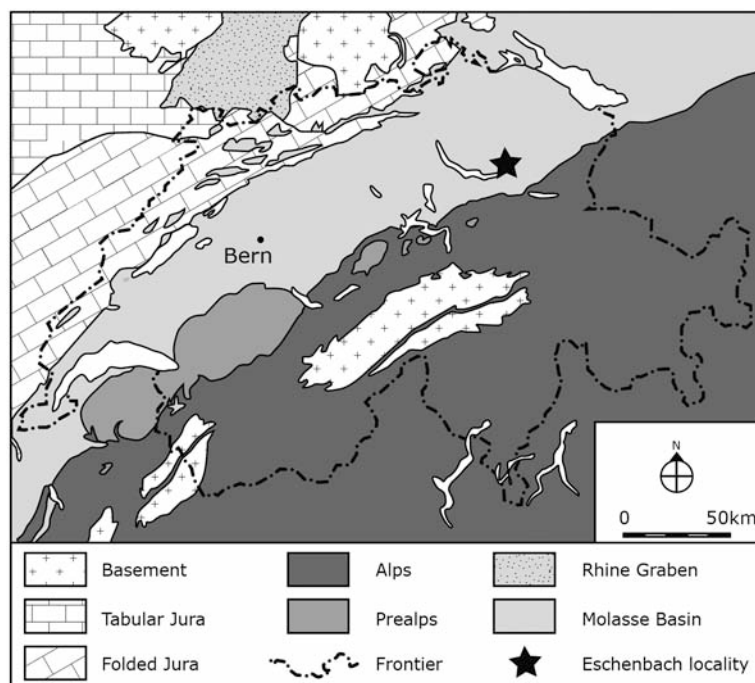 Bern
N
0 50km
Basement Alps Rhine Graben
Tabular Jura Prealps Molasse Basin
Folded Jura Frontier Eschenbach locality